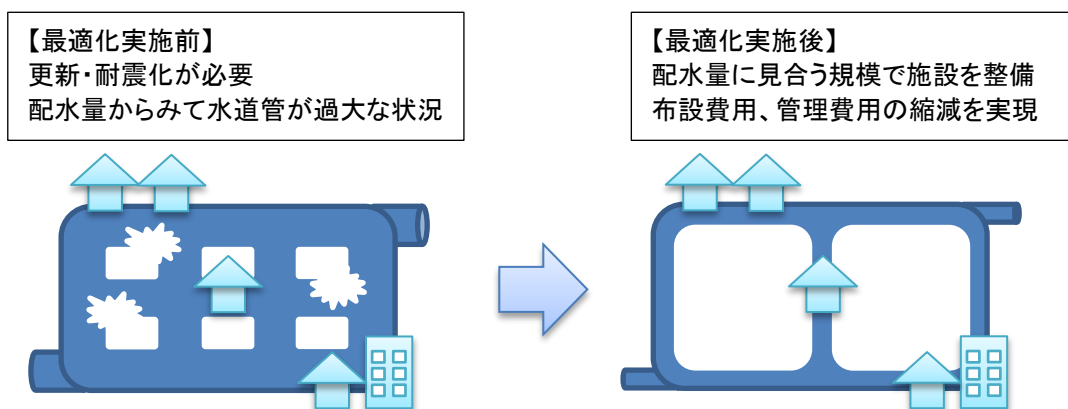 【最適化実施前】
更新・耐震化が必要
配水量からみて水道管が過大な状況
【最適化実施後】
配水量に見合う規模で施設を整備
布設費用、管理費用の縮減を実現